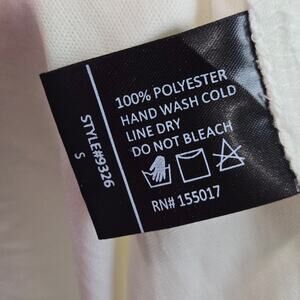 100% POLYESTER
HAND WASH COLD
LINE DRY
DO NOT BLEACH
RN# 155017
STYLE#9326
S